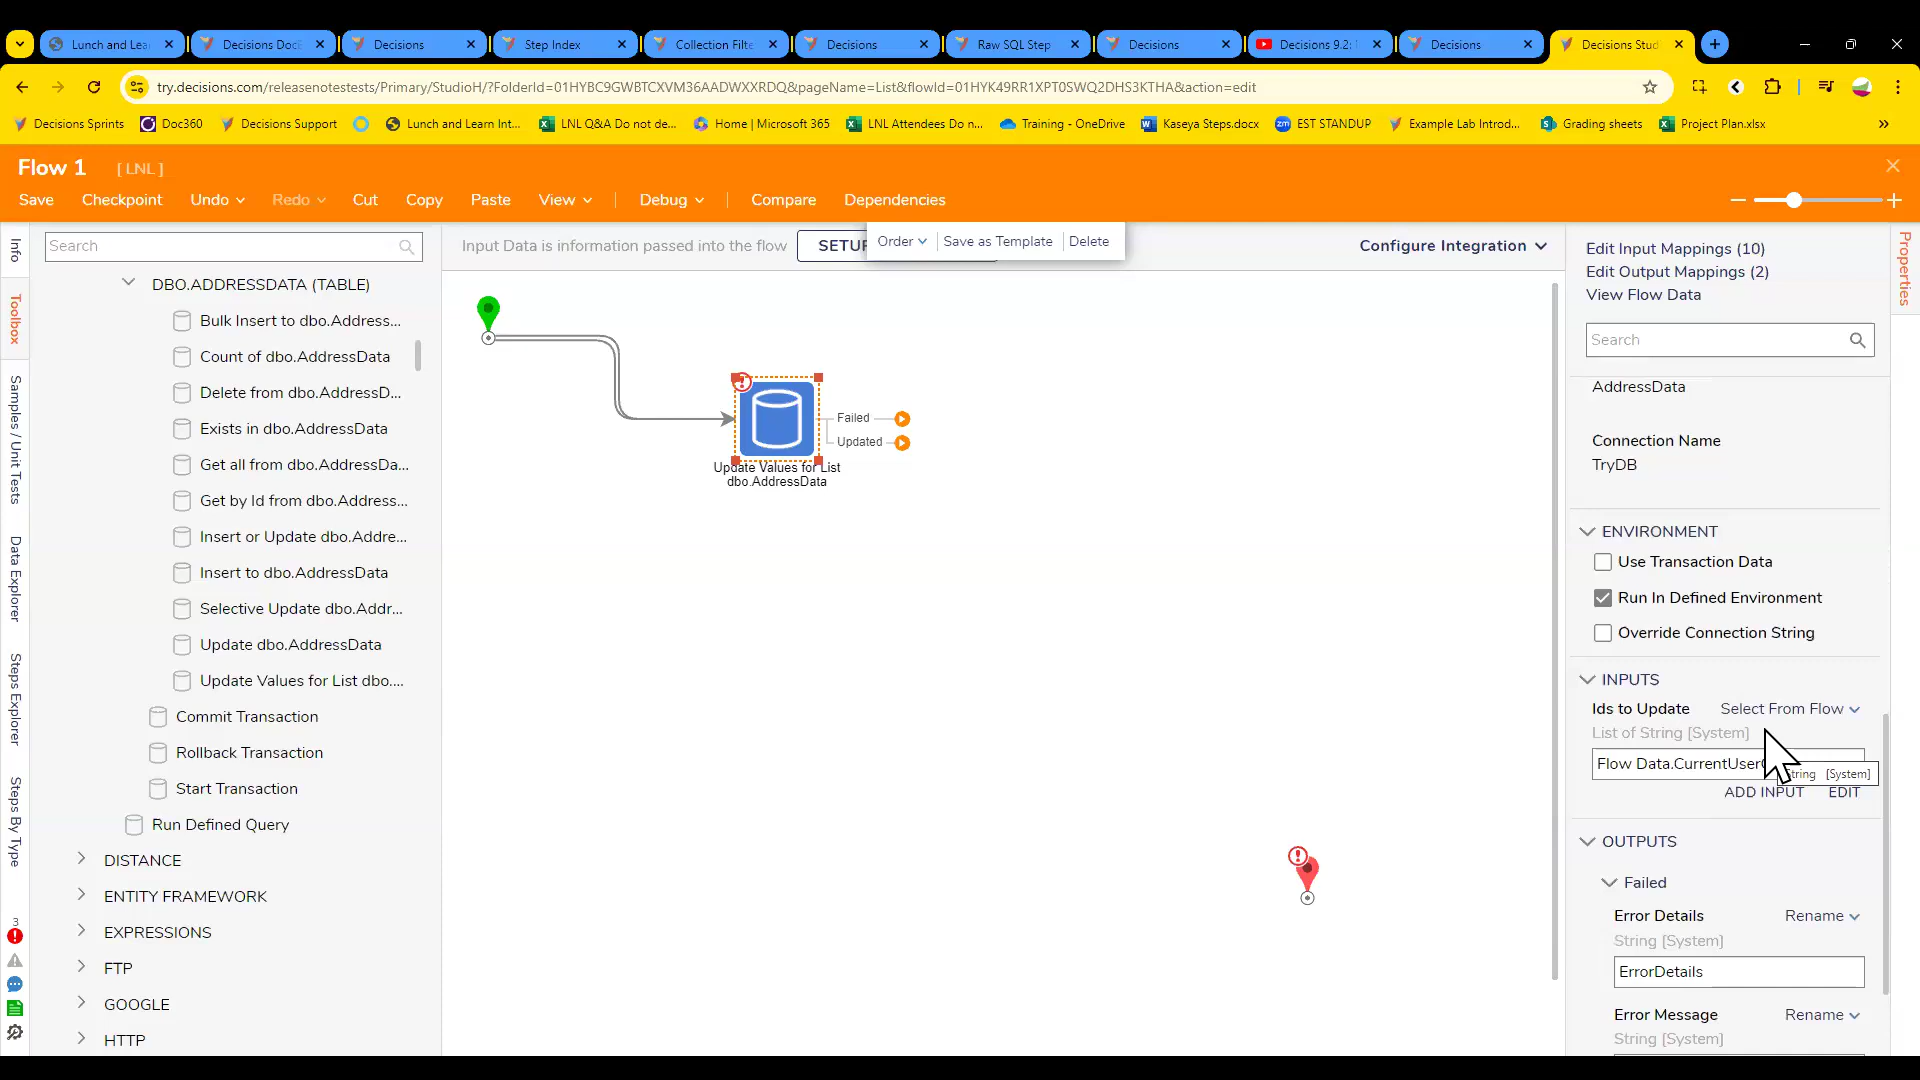 Lunch and Lea
Decisions Doc
Decisions
Step Index
Collection Filte
Decisions
Raw SQL Step
Decisions
Decisions 9.2:
Decisions
Decisions Stud
try.decisions.com/releasenotestests/Primary/StudioH/?FolderId=01HYBC9GWBTCXVM36AADWXXRDQ&pageName=List&flowId=01HYK49RR1XPT0SWQ2DHS3KTHA&action=edit
Decisions Sprints
Doc360
Decisions Support
Lunch and Learn Int...
LNL Q&A Do not de...
Home | Microsoft 365
LNL Attendees Do n...
Training - OneDrive
Kaseya Steps.docx
EST STANDUP
Example Lab Introd...
Grading sheets
Project Plan.xlsx
Flow 1 [ LNL ]
Save
Checkpoint
Undo
Redo
Cut
Copy
Paste
View
Debug
Compare
Dependencies
Info
Toolbox
Samples / Unit Tests
Data Explorer
Steps Explorer
Steps By Type
3
Search
DBO.ADDRESSDATA (TABLE)
Bulk Insert to dbo.Address...
Count of dbo.AddressData
Delete from dbo.AddressD...
Exists in dbo.AddressData
Get all from dbo.AddressDa...
Get by Id from dbo.Address...
Insert or Update dbo.Addre...
Insert to dbo.AddressData
Selective Update dbo.Addr...
Update dbo.AddressData
Update Values for List dbo....
Commit Transaction
Rollback Transaction
Start Transaction
Run Defined Query
DISTANCE
ENTITY FRAMEWORK
EXPRESSIONS
FTP
GOOGLE
HTTP
Input Data is information passed into the flow
SETUP
Order
Save as Template
Delete
Configure Integration
Failed
Updated
Update Values for List
dbo.AddressData
Properties
Edit Input Mappings (10)
Edit Output Mappings (2)
View Flow Data
Search
AddressData
Connection Name
TryDB
ENVIRONMENT
Use Transaction Data
Run In Defined Environment
Override Connection String
INPUTS
Ids to Update
Select From Flow
List of String [System]
Flow Data.CurrentUser
String [System]
ADD INPUT
EDIT
OUTPUTS
Failed
Error Details
Rename
String [System]
ErrorDetails
Error Message
Rename
String [System]